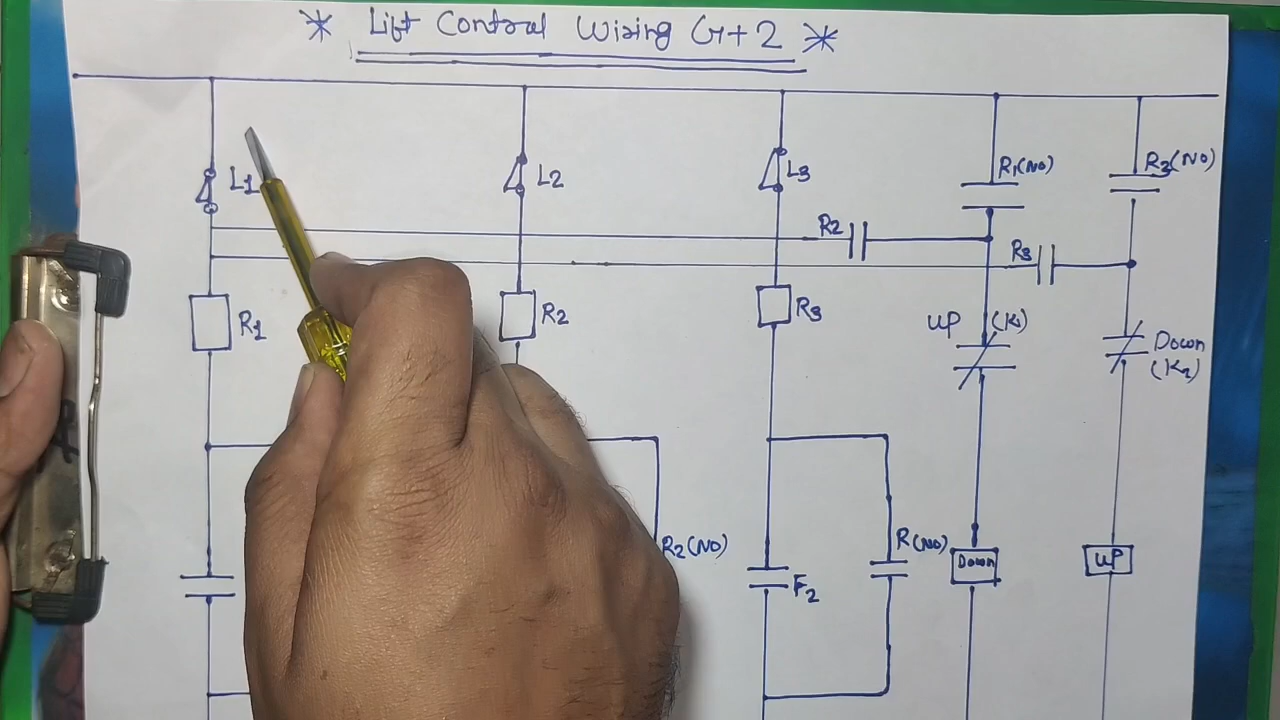 * Lift Control Wiring G+2 *
L1
L2
L3
R1(NO)
R3(NO)
R2
R3
R1
R2
R3
UP (K1)
Down
(K2)
R2(NO)
F2
R(NO)
Down
UP